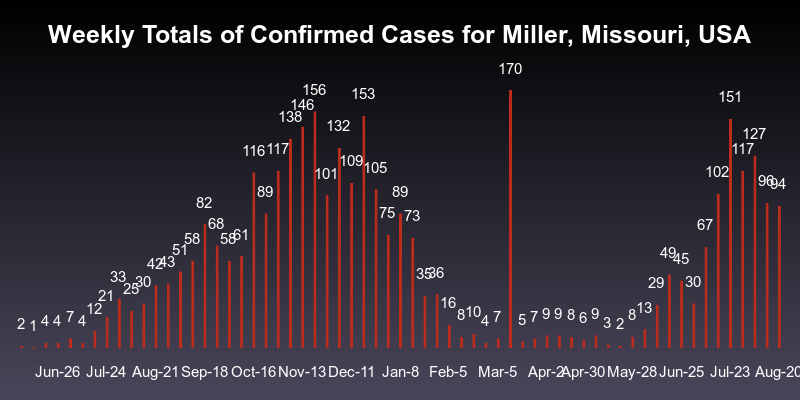 Weekly Totals of Confirmed Cases for Miller, Missouri, USA
2 1 4 4 7 4 12 21 33 25 30 42 43 51 58 82 68 58 61 116 89 117 138 146 156 101 132 109 153 105 75 89 73 35 36 16 8 10 4 7 170 5 7 9 9 8 6 9 3 2 8 13 29 49 45 30 67 102 151 117 127 96 94
Jun-26 Jul-24 Aug-21 Sep-18 Oct-16 Nov-13 Dec-11 Jan-8 Feb-5 Mar-5 Apr-2 Apr-30 May-28 Jun-25 Jul-23 Aug-20